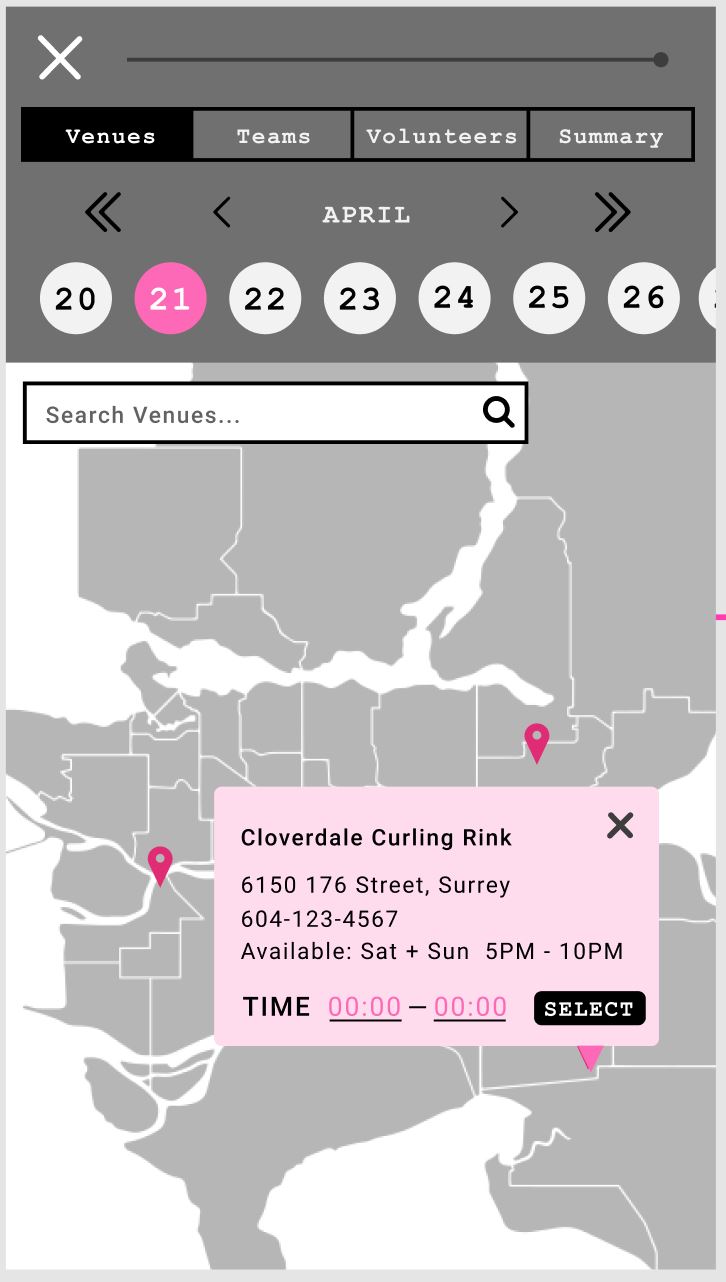 Venues Teams Volunteers Summary
APRIL
20 21 22 23 24 25 26
Search Venues...
Cloverdale Curling Rink
6150 176 Street, Surrey
604-123-4567
Available: Sat + Sun 5PM - 10PM
TIME 00:00 — 00:00 SELECT